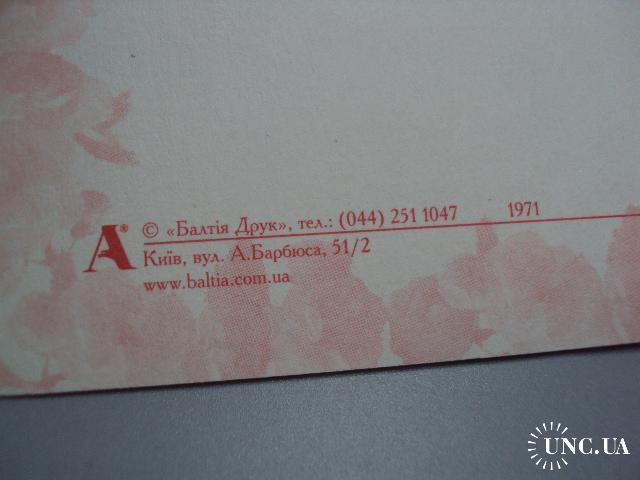 A® © «Балтія Друк», тел.: (044) 251 1047 1971
Київ, вул. А.Барбюса, 51/2
www.baltia.com.ua
UNC.UA